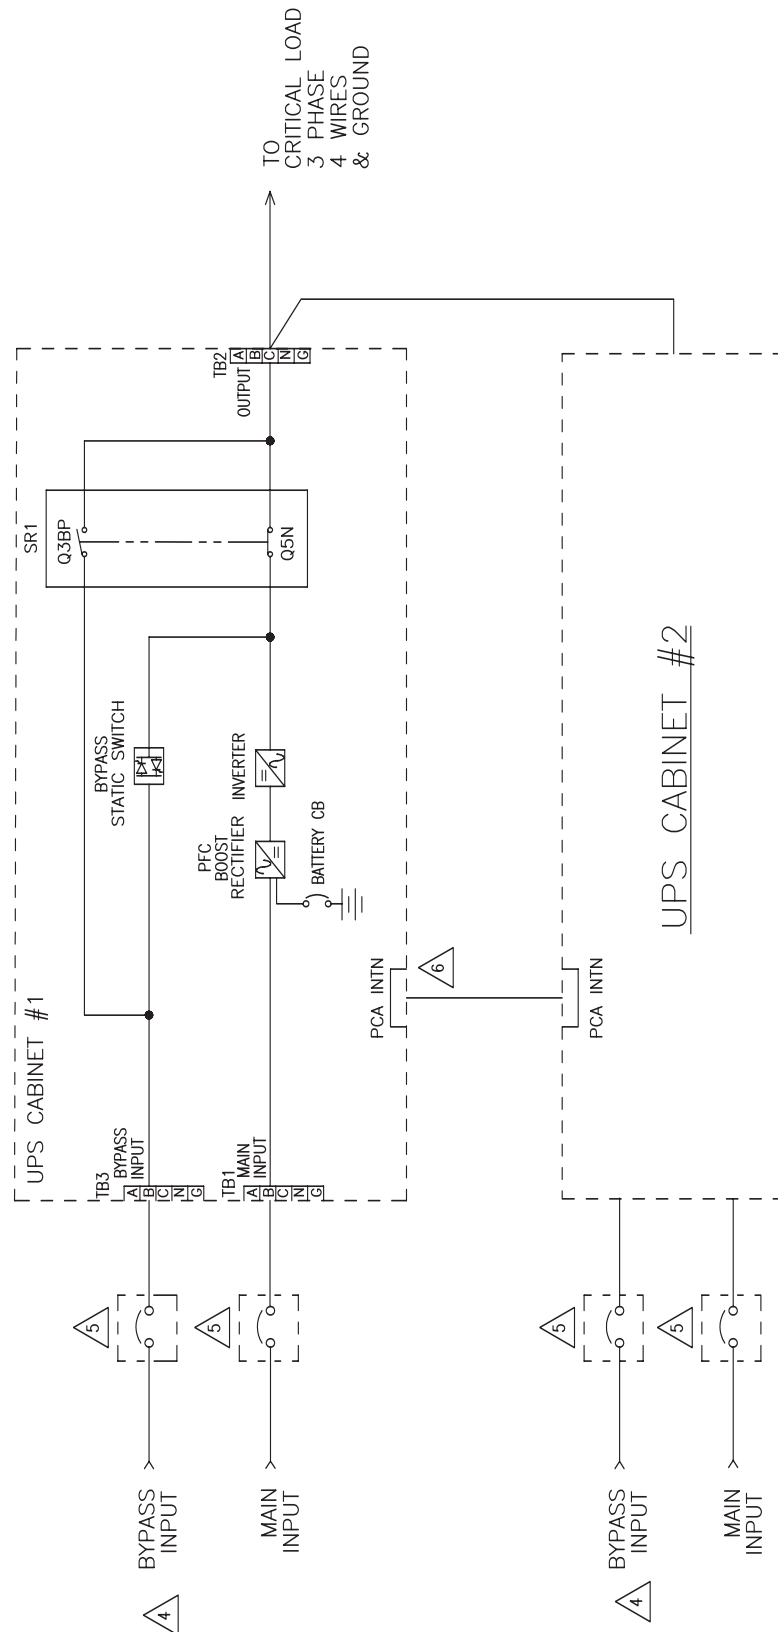 UPS CABINET #1
TB3
BYPASS
INPUT
A
B
C
N
G
TB1
MAIN
INPUT
A
B
C
N
G
5
5
BYPASS
INPUT
4
MAIN
INPUT
BYPASS
STATIC SWITCH
PFC
BOOST
RECTIFIER
INVERTER
BATTERY CB
SR1
Q3BP
Q5N
TB2
OUTPUT
A
B
C
N
G
TO
CRITICAL LOAD
3 PHASE
4 WIRES
& GROUND
PCA INTN
6
PCA INTN
UPS CABINET #2
5
5
BYPASS
INPUT
4
MAIN
INPUT